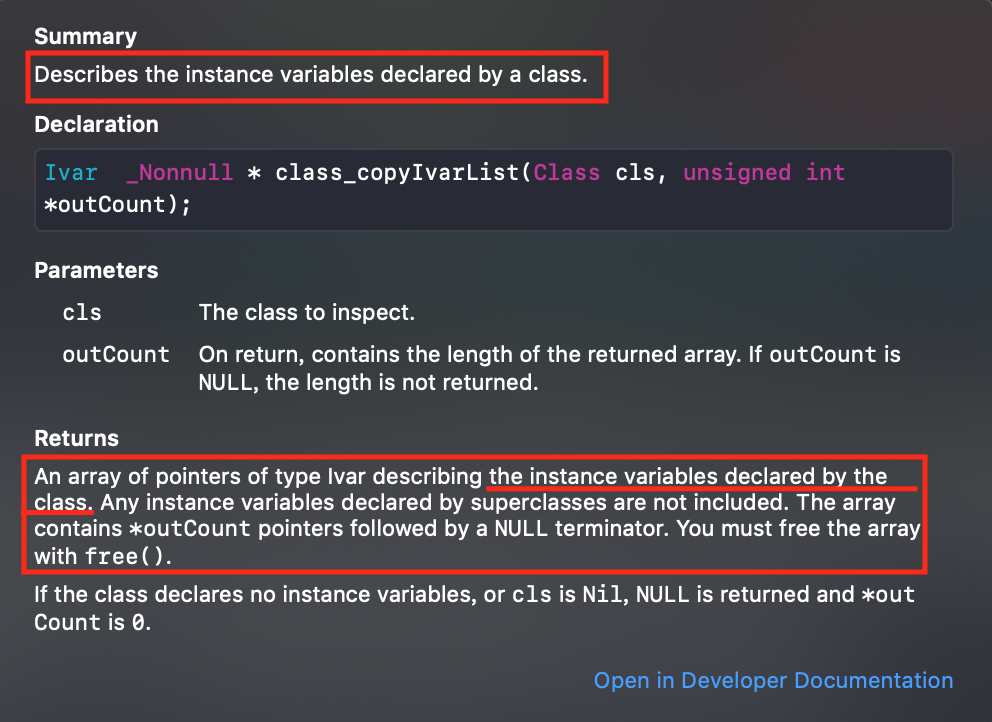 Summary
Describes the instance variables declared by a class.
Declaration
Ivar  _Nonnull * class_copyIvarList(Class cls, unsigned int
*outCount);
Parameters
cls The class to inspect.
outCount On return, contains the length of the returned array. If outCount is
NULL, the length is not returned.
Returns
An array of pointers of type Ivar describing the instance variables declared by the
class. Any instance variables declared by superclasses are not included. The array
contains *outCount pointers followed by a NULL terminator. You must free the array
with free().
If the class declares no instance variables, or cls is Nil, NULL is returned and *out
Count is 0.
Open in Developer Documentation